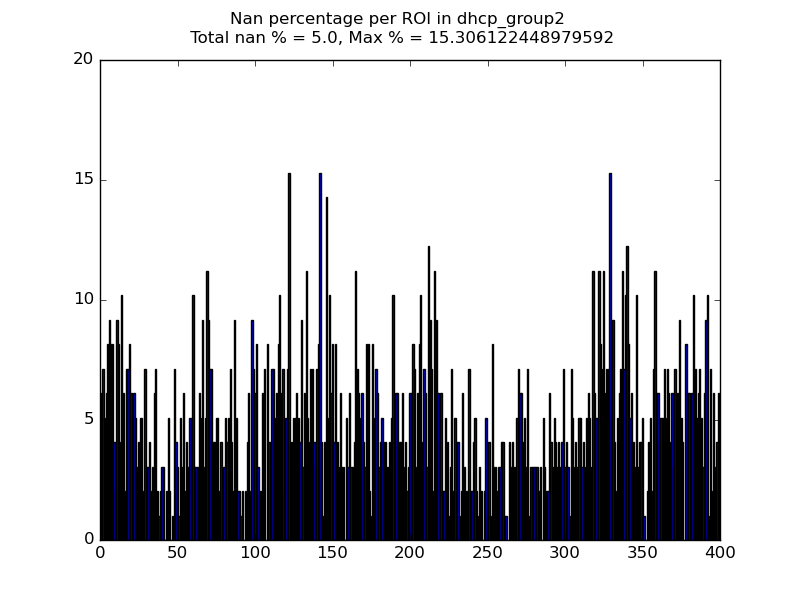 Nan percentage per ROI in dhcp_group2
Total nan % = 5.0, Max % = 15.306122448979592
20
15
10
5
0
0 50 100 150 200 250 300 350 400